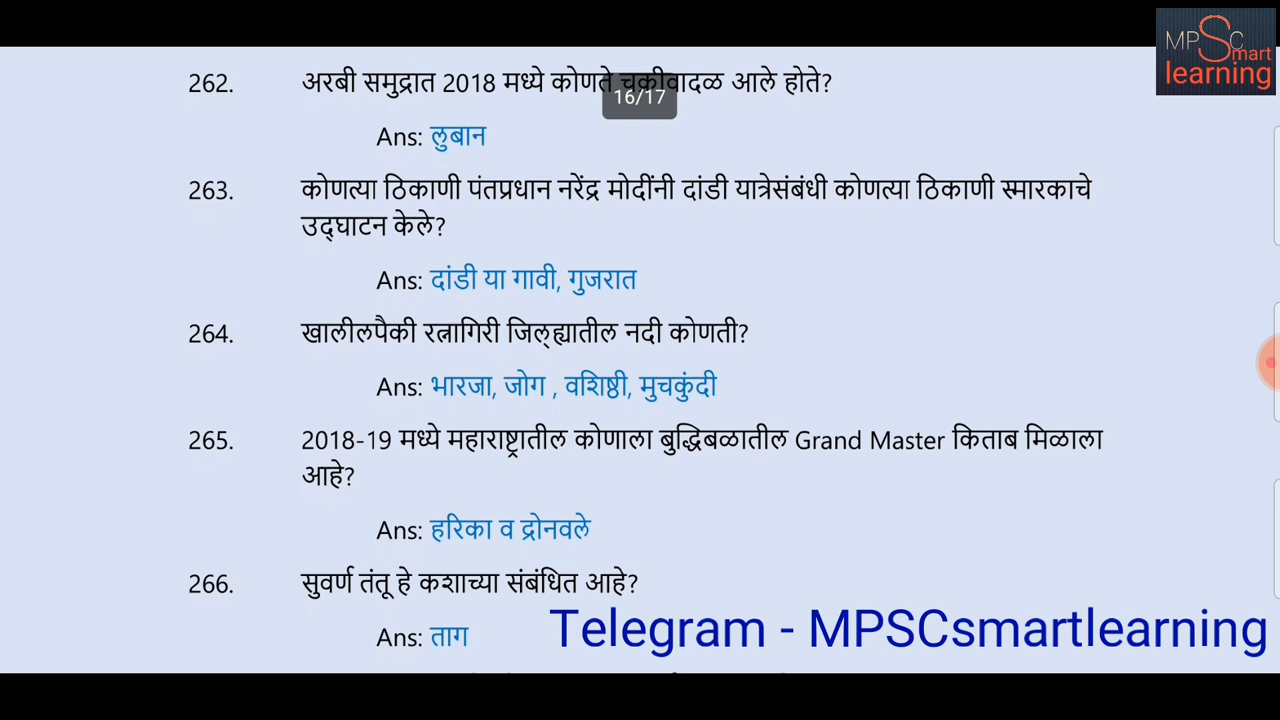 MPSC
Smart
learning
262. अरबी समुद्रात 2018 मध्ये कोणते चक्रीवादळ आले होते?
16/17
Ans: लुबान
263. कोणत्या ठिकाणी पंतप्रधान नरेंद्र मोदींनी दांडी यात्रेसंबंधी कोणत्या ठिकाणी स्मारकाचे
उद्घाटन केले?
Ans: दांडी या गावी, गुजरात
264. खालीलपैकी रत्नागिरी जिल्ह्यातील नदी कोणती?
Ans: भारजा, जोग , वशिष्ठी, मुचकुंदी
265. 2018-19 मध्ये महाराष्ट्रातील कोणाला बुद्धिबळातील Grand Master किताब मिळाला
आहे?
Ans: हरिका व द्रोनवले
266. सुवर्ण तंतू हे कशाच्या संबंधित आहे?
Ans: ताग
Telegram - MPSCsmartlearning